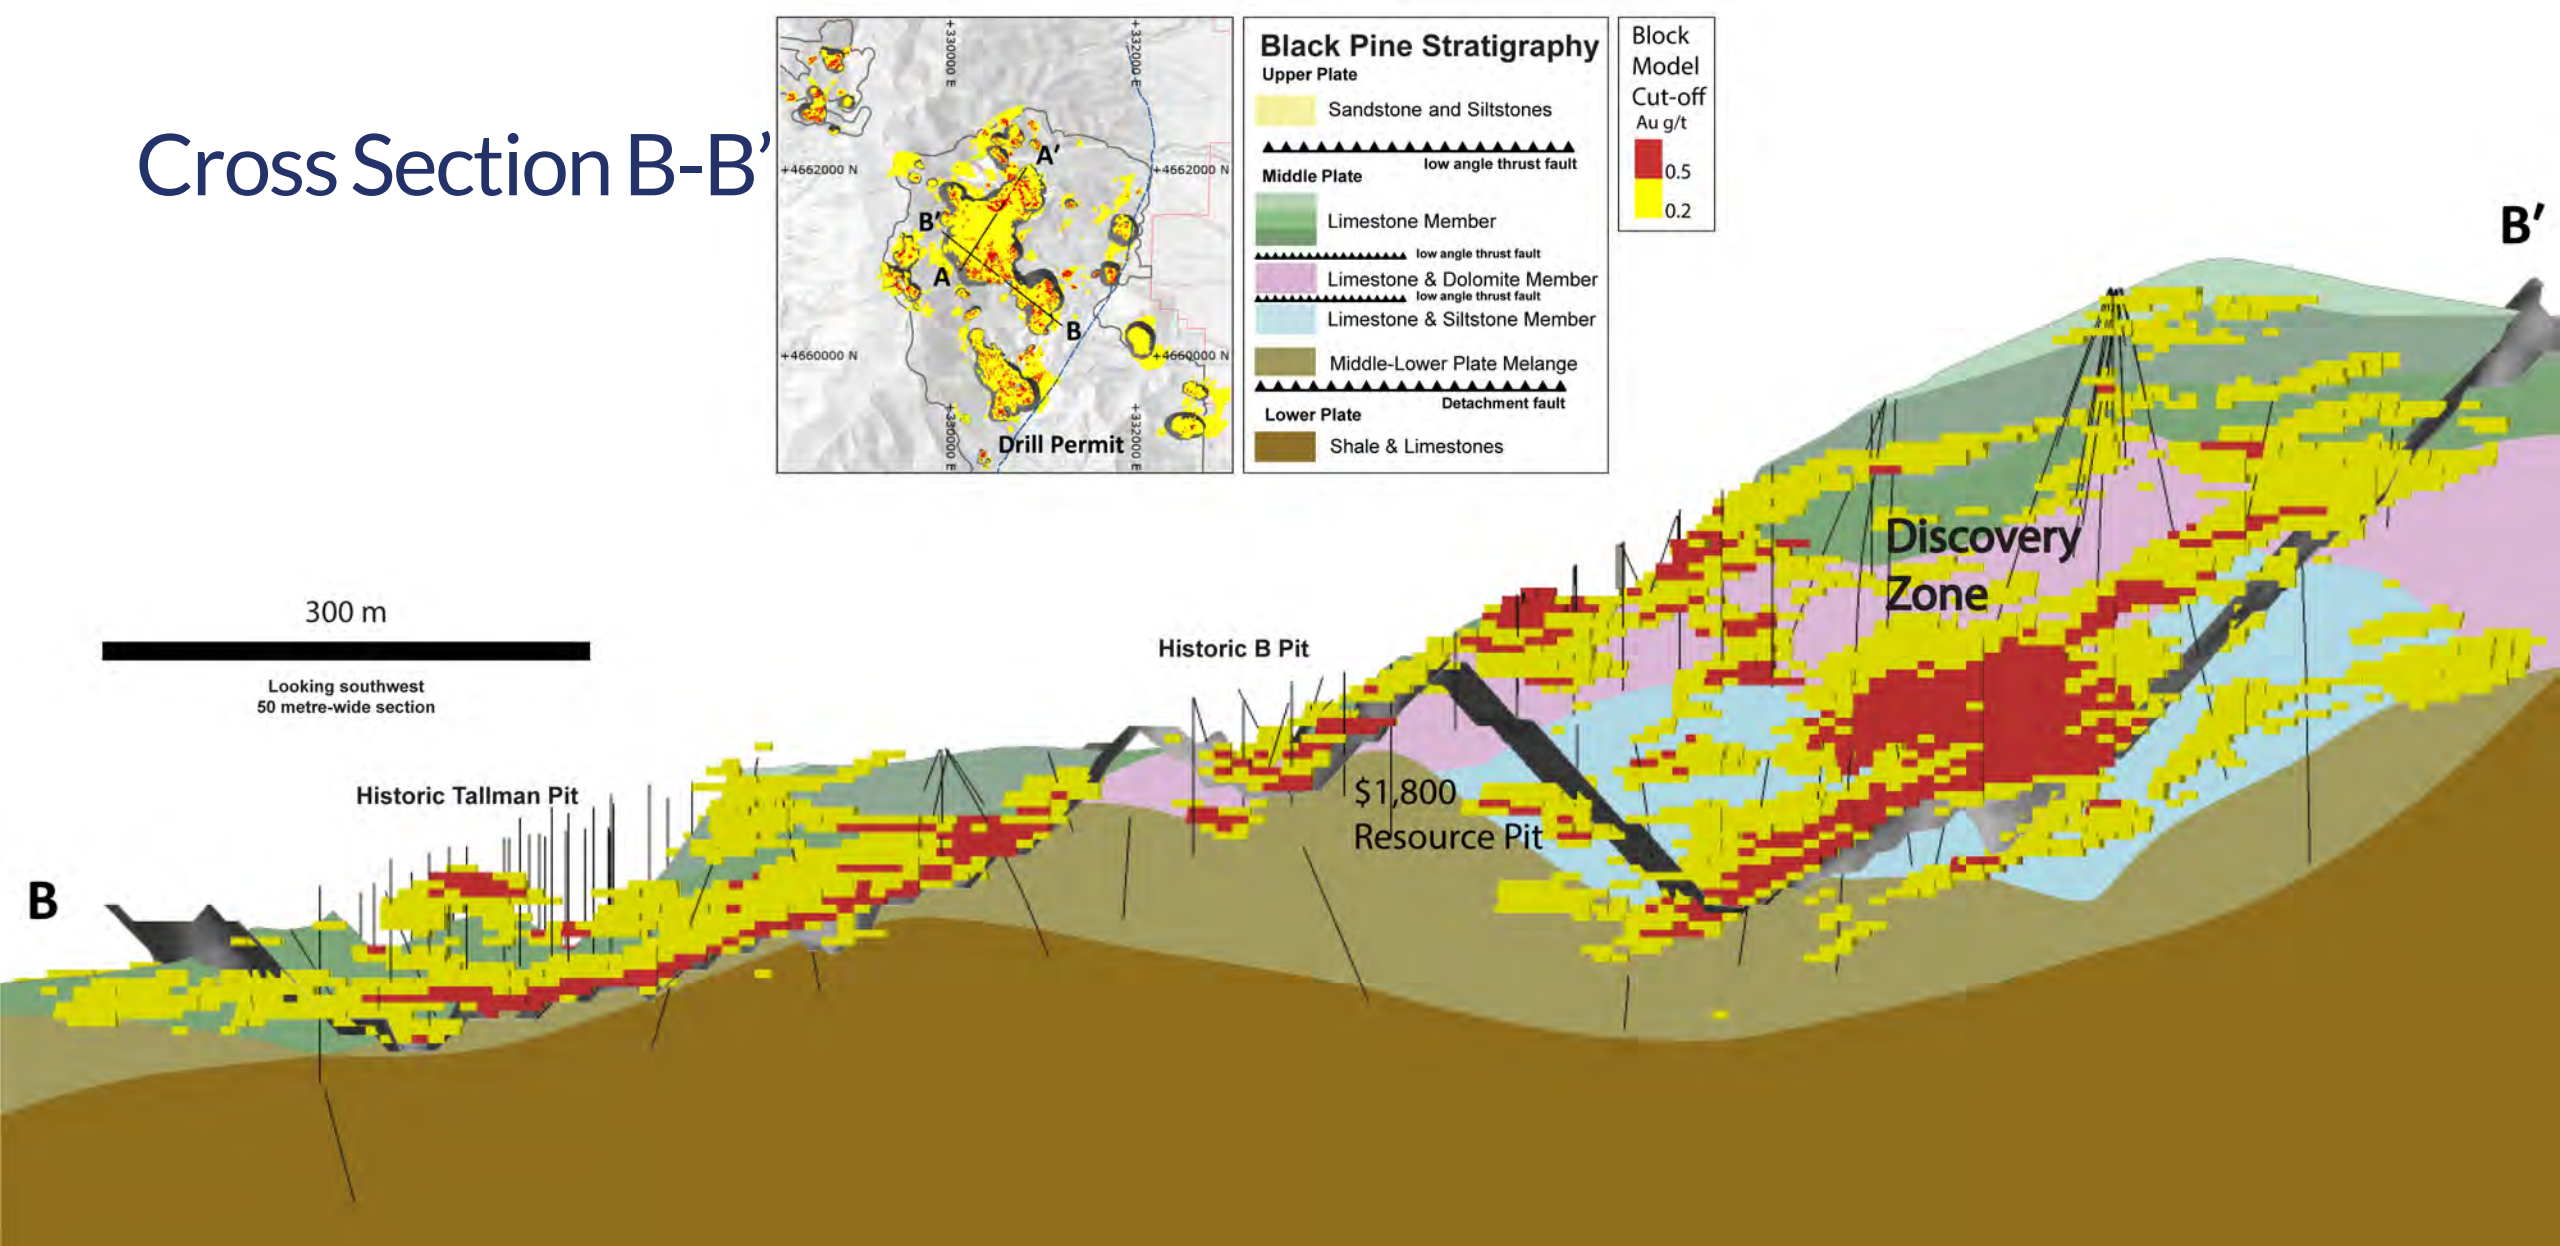 Cross Section B-B’
+330000 E
+332000 E
A′
+4662000 N
+4662000 N
B′
A
B
+4660000 N
+4660000 N
+330000 E
+332000 E
Drill Permit
Black Pine Stratigraphy
Upper Plate
Sandstone and Siltstones
low angle thrust fault
Middle Plate
Limestone Member
low angle thrust fault
Limestone & Dolomite Member
low angle thrust fault
Limestone & Siltstone Member
Middle-Lower Plate Melange
Detachment fault
Lower Plate
Shale & Limestones
Block
Model
Cut-off
Au g/t
0.5
0.2
B′
Discovery
Zone
300 m
Looking southwest
50 metre-wide section
Historic B Pit
Historic Tallman Pit
$1,800
Resource Pit
B